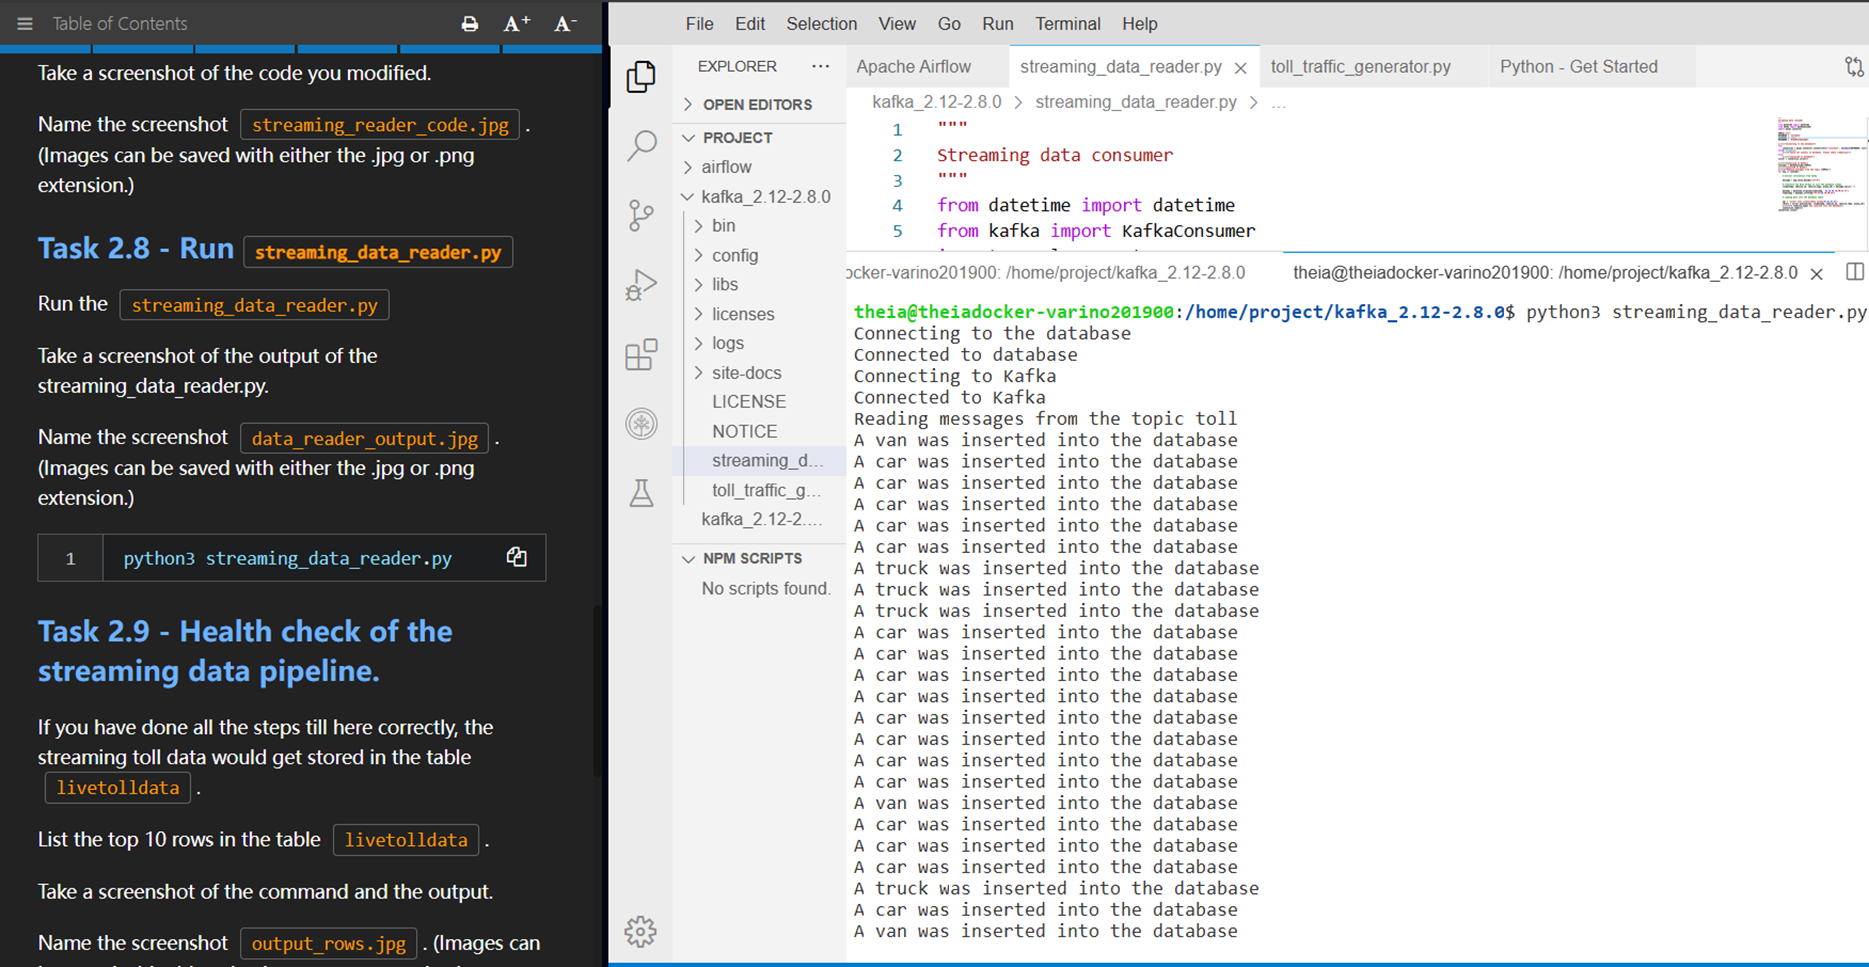 Table of Contents
A+ A-
Take a screenshot of the code you modified.
Name the screenshot streaming_reader_code.jpg .
(Images can be saved with either the .jpg or .png
extension.)
Task 2.8 - Run streaming_data_reader.py
Run the streaming_data_reader.py
Take a screenshot of the output of the
streaming_data_reader.py.
Name the screenshot data_reader_output.jpg .
(Images can be saved with either the .jpg or .png
extension.)
1 python3 streaming_data_reader.py
Task 2.9 - Health check of the
streaming data pipeline.
If you have done all the steps till here correctly, the
streaming toll data would get stored in the table
livetolldata .
List the top 10 rows in the table livetolldata .
Take a screenshot of the command and the output.
Name the screenshot output_rows.jpg . (Images can
File Edit Selection View Go Run Terminal Help
EXPLORER ...
OPEN EDITORS
PROJECT
airflow
kafka_2.12-2.8.0
bin
config
libs
licenses
logs
site-docs
LICENSE
NOTICE
streaming_d...
toll_traffic_g...
kafka_2.12-2....
NPM SCRIPTS
No scripts found.
Apache Airflow streaming_data_reader.py toll_traffic_generator.py Python - Get Started
kafka_2.12-2.8.0 > streaming_data_reader.py > ...
1 """
2 Streaming data consumer
3 """
4 from datetime import datetime
5 from kafka import KafkaConsumer
ocker-varino201900: /home/project/kafka_2.12-2.8.0 theia@theiadocker-varino201900: /home/project/kafka_2.12-2.8.0
theia@theiadocker-varino201900:/home/project/kafka_2.12-2.8.0$ python3 streaming_data_reader.py
Connecting to the database
Connected to database
Connecting to Kafka
Connected to Kafka
Reading messages from the topic toll
A van was inserted into the database
A car was inserted into the database
A car was inserted into the database
A car was inserted into the database
A car was inserted into the database
A car was inserted into the database
A truck was inserted into the database
A truck was inserted into the database
A truck was inserted into the database
A car was inserted into the database
A car was inserted into the database
A car was inserted into the database
A car was inserted into the database
A car was inserted into the database
A car was inserted into the database
A car was inserted into the database
A car was inserted into the database
A van was inserted into the database
A car was inserted into the database
A car was inserted into the database
A car was inserted into the database
A truck was inserted into the database
A car was inserted into the database
A van was inserted into the database